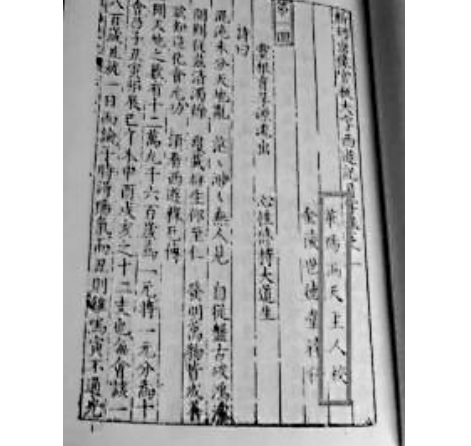 新刻出像官板大字西遊記月字卷之一
華陽洞天主人校
金陵世德堂梓行
第一回
靈根育孕源流出 心性修持大道生
詩曰
混沌未分天地亂 茫茫渺渺無人見 自從盤古破鴻濛
開闢從茲清濁辨 覆載群生仰至仁 發明萬物皆成善
欲知造化會元功 須看西遊釋厄傳
聞天地之數有十二萬九千六百歲為一元將一元分為十
會乃子丑寅卯辰巳午未申酉戌亥之十二支也每會該一
八百歲且就一日而論子時得陽氣而丑則雞鳴寅不通光